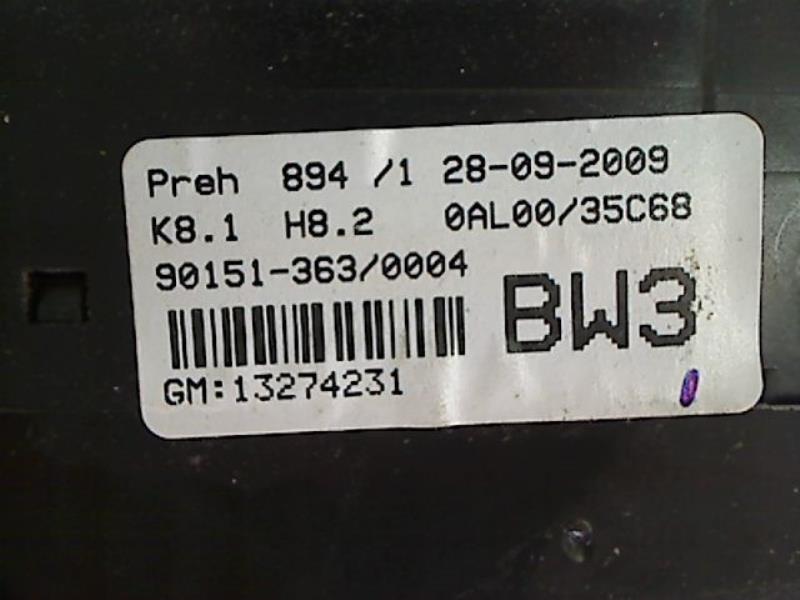 Preh 894 /1 28-09-2009
K8.1 H8.2 0AL00/35C68
90151-363/0004
BW3
GM:13274231